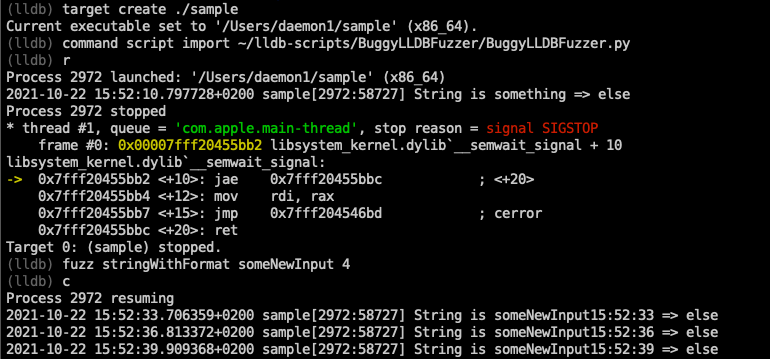 (lldb) target create ./sample
Current executable set to '/Users/daemon1/sample' (x86_64).
(lldb) command script import ~/lldb-scripts/BuggyLLDBFuzzer/BuggyLLDBFuzzer.py
(lldb) r
Process 2972 launched: '/Users/daemon1/sample' (x86_64)
2021-10-22 15:52:10.797728+0200 sample[2972:58727] String is something => else
Process 2972 stopped
* thread #1, queue = 'com.apple.main-thread', stop reason = signal SIGSTOP
    frame #0: 0x00007fff20455bb2 libsystem_kernel.dylib`__semwait_signal + 10
libsystem_kernel.dylib`__semwait_signal:
->  0x7fff20455bb2 <+10>: jae    0x7fff20455bbc            ; <+20>
    0x7fff20455bb4 <+12>: mov    rdi, rax
    0x7fff20455bb7 <+15>: jmp    0x7fff204546bd            ; cerror
    0x7fff20455bbc <+20>: ret
Target 0: (sample) stopped.
(lldb) fuzz stringWithFormat someNewInput 4
(lldb) c
Process 2972 resuming
2021-10-22 15:52:33.706359+0200 sample[2972:58727] String is someNewInput15:52:33 => else
2021-10-22 15:52:36.813372+0200 sample[2972:58727] String is someNewInput15:52:36 => else
2021-10-22 15:52:39.909368+0200 sample[2972:58727] String is someNewInput15:52:39 => else